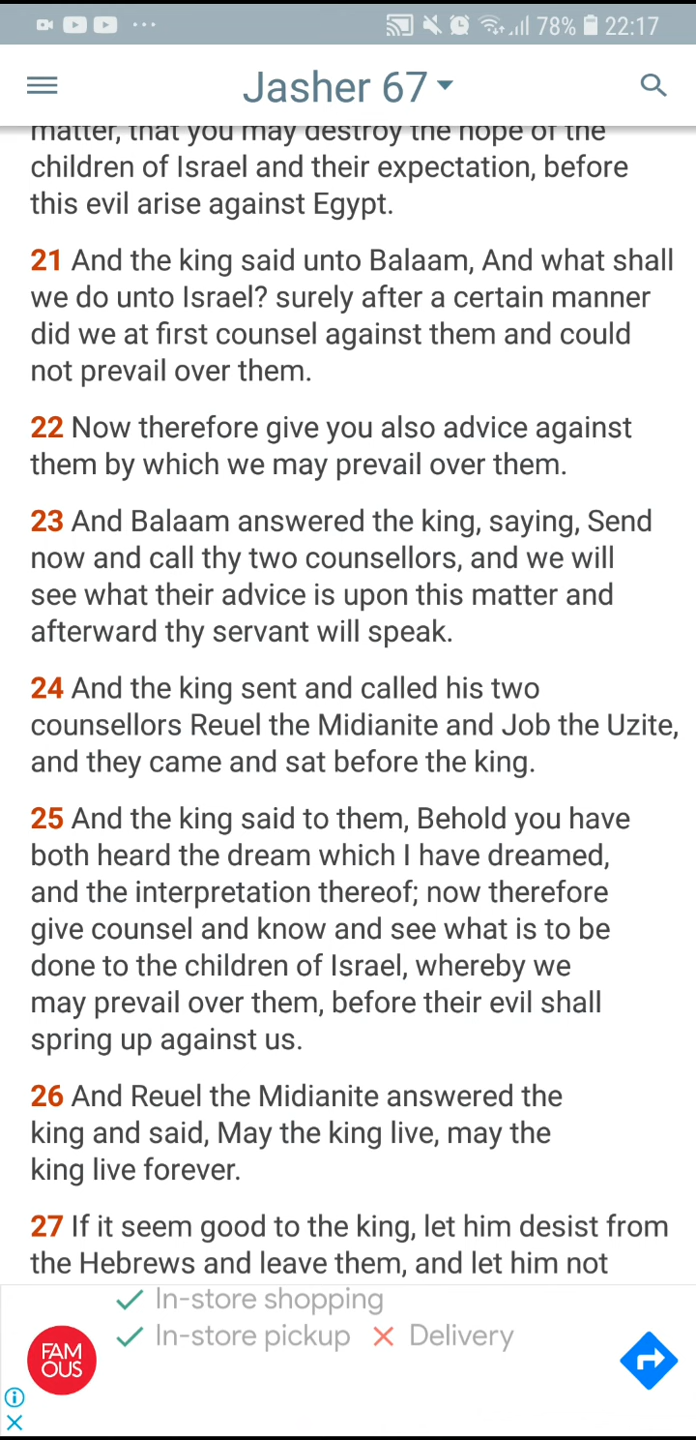 78% 22:17
Jasher 67
matter, that you may destroy the hope of the
children of Israel and their expectation, before
this evil arise against Egypt.
21 And the king said unto Balaam, And what shall
we do unto Israel? surely after a certain manner
did we at first counsel against them and could
not prevail over them.
22 Now therefore give you also advice against
them by which we may prevail over them.
23 And Balaam answered the king, saying, Send
now and call thy two counsellors, and we will
see what their advice is upon this matter and
afterward thy servant will speak.
24 And the king sent and called his two
counsellors Reuel the Midianite and Job the Uzite,
and they came and sat before the king.
25 And the king said to them, Behold you have
both heard the dream which I have dreamed,
and the interpretation thereof; now therefore
give counsel and know and see what is to be
done to the children of Israel, whereby we
may prevail over them, before their evil shall
spring up against us.
26 And Reuel the Midianite answered the
king and said, May the king live, may the
king live forever.
27 If it seem good to the king, let him desist from
the Hebrews and leave them, and let him not
In-store shopping
In-store pickup Delivery
FAM
OUS